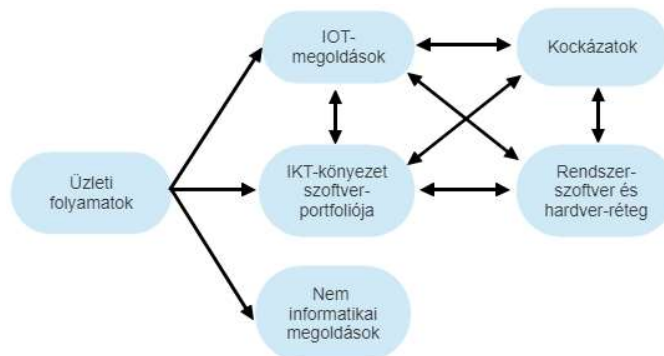 IOT-
megoldások
Kockázatok
Üzleti
folyamatok
IKT-könyezet
szoftver-
portfoliója
Rendszer-
szoftver és
hardver-réteg
Nem
informatikai
megoldások